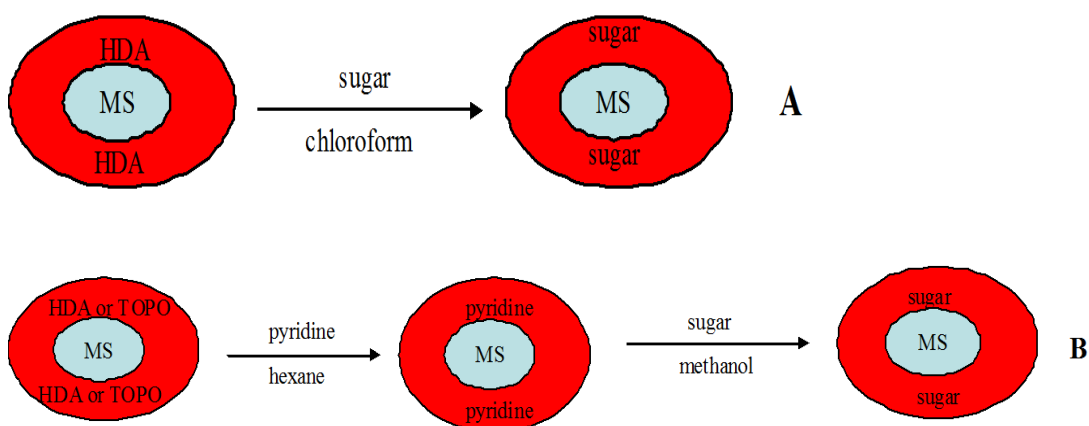 HDA
MS
HDA
sugar
chloroform
sugar
MS
sugar
A
HDA or TOPO
MS
HDA or TOPO
pyridine
hexane
pyridine
MS
pyridine
sugar
methanol
sugar
MS
sugar
B